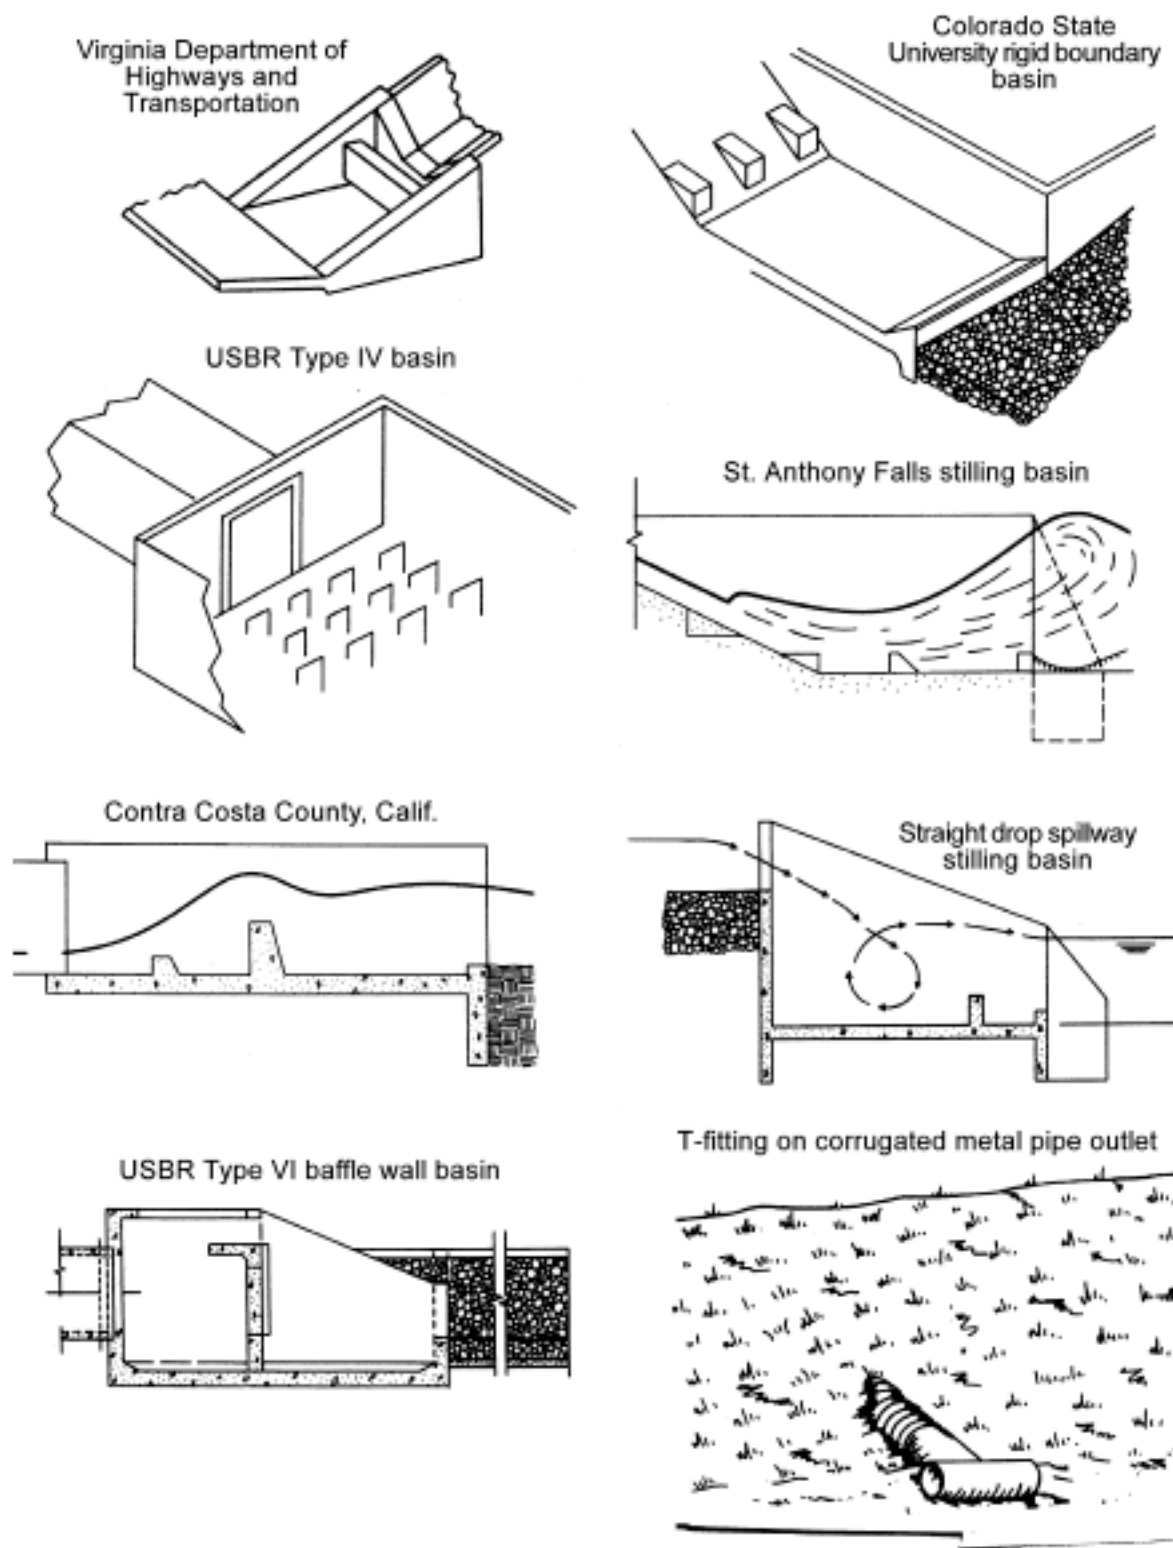 Virginia Department of
Highways and
Transportation
Colorado State
University rigid boundary
basin
USBR Type IV basin
St. Anthony Falls stilling basin
Contra Costa County, Calif.
Straight drop spillway
stilling basin
USBR Type VI baffle wall basin
T-fitting on corrugated metal pipe outlet